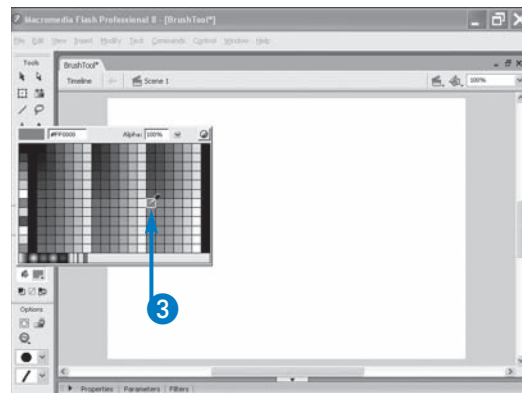 Macromedia Flash Professional 8 - [BrushTool*]
File Edit View Insert Modify Text Commands Control Window Help
Tools
BrushTool*
Timeline Scene 1 100%
#FF0000 Alpha: 100%
3
Options
Properties Parameters Filters